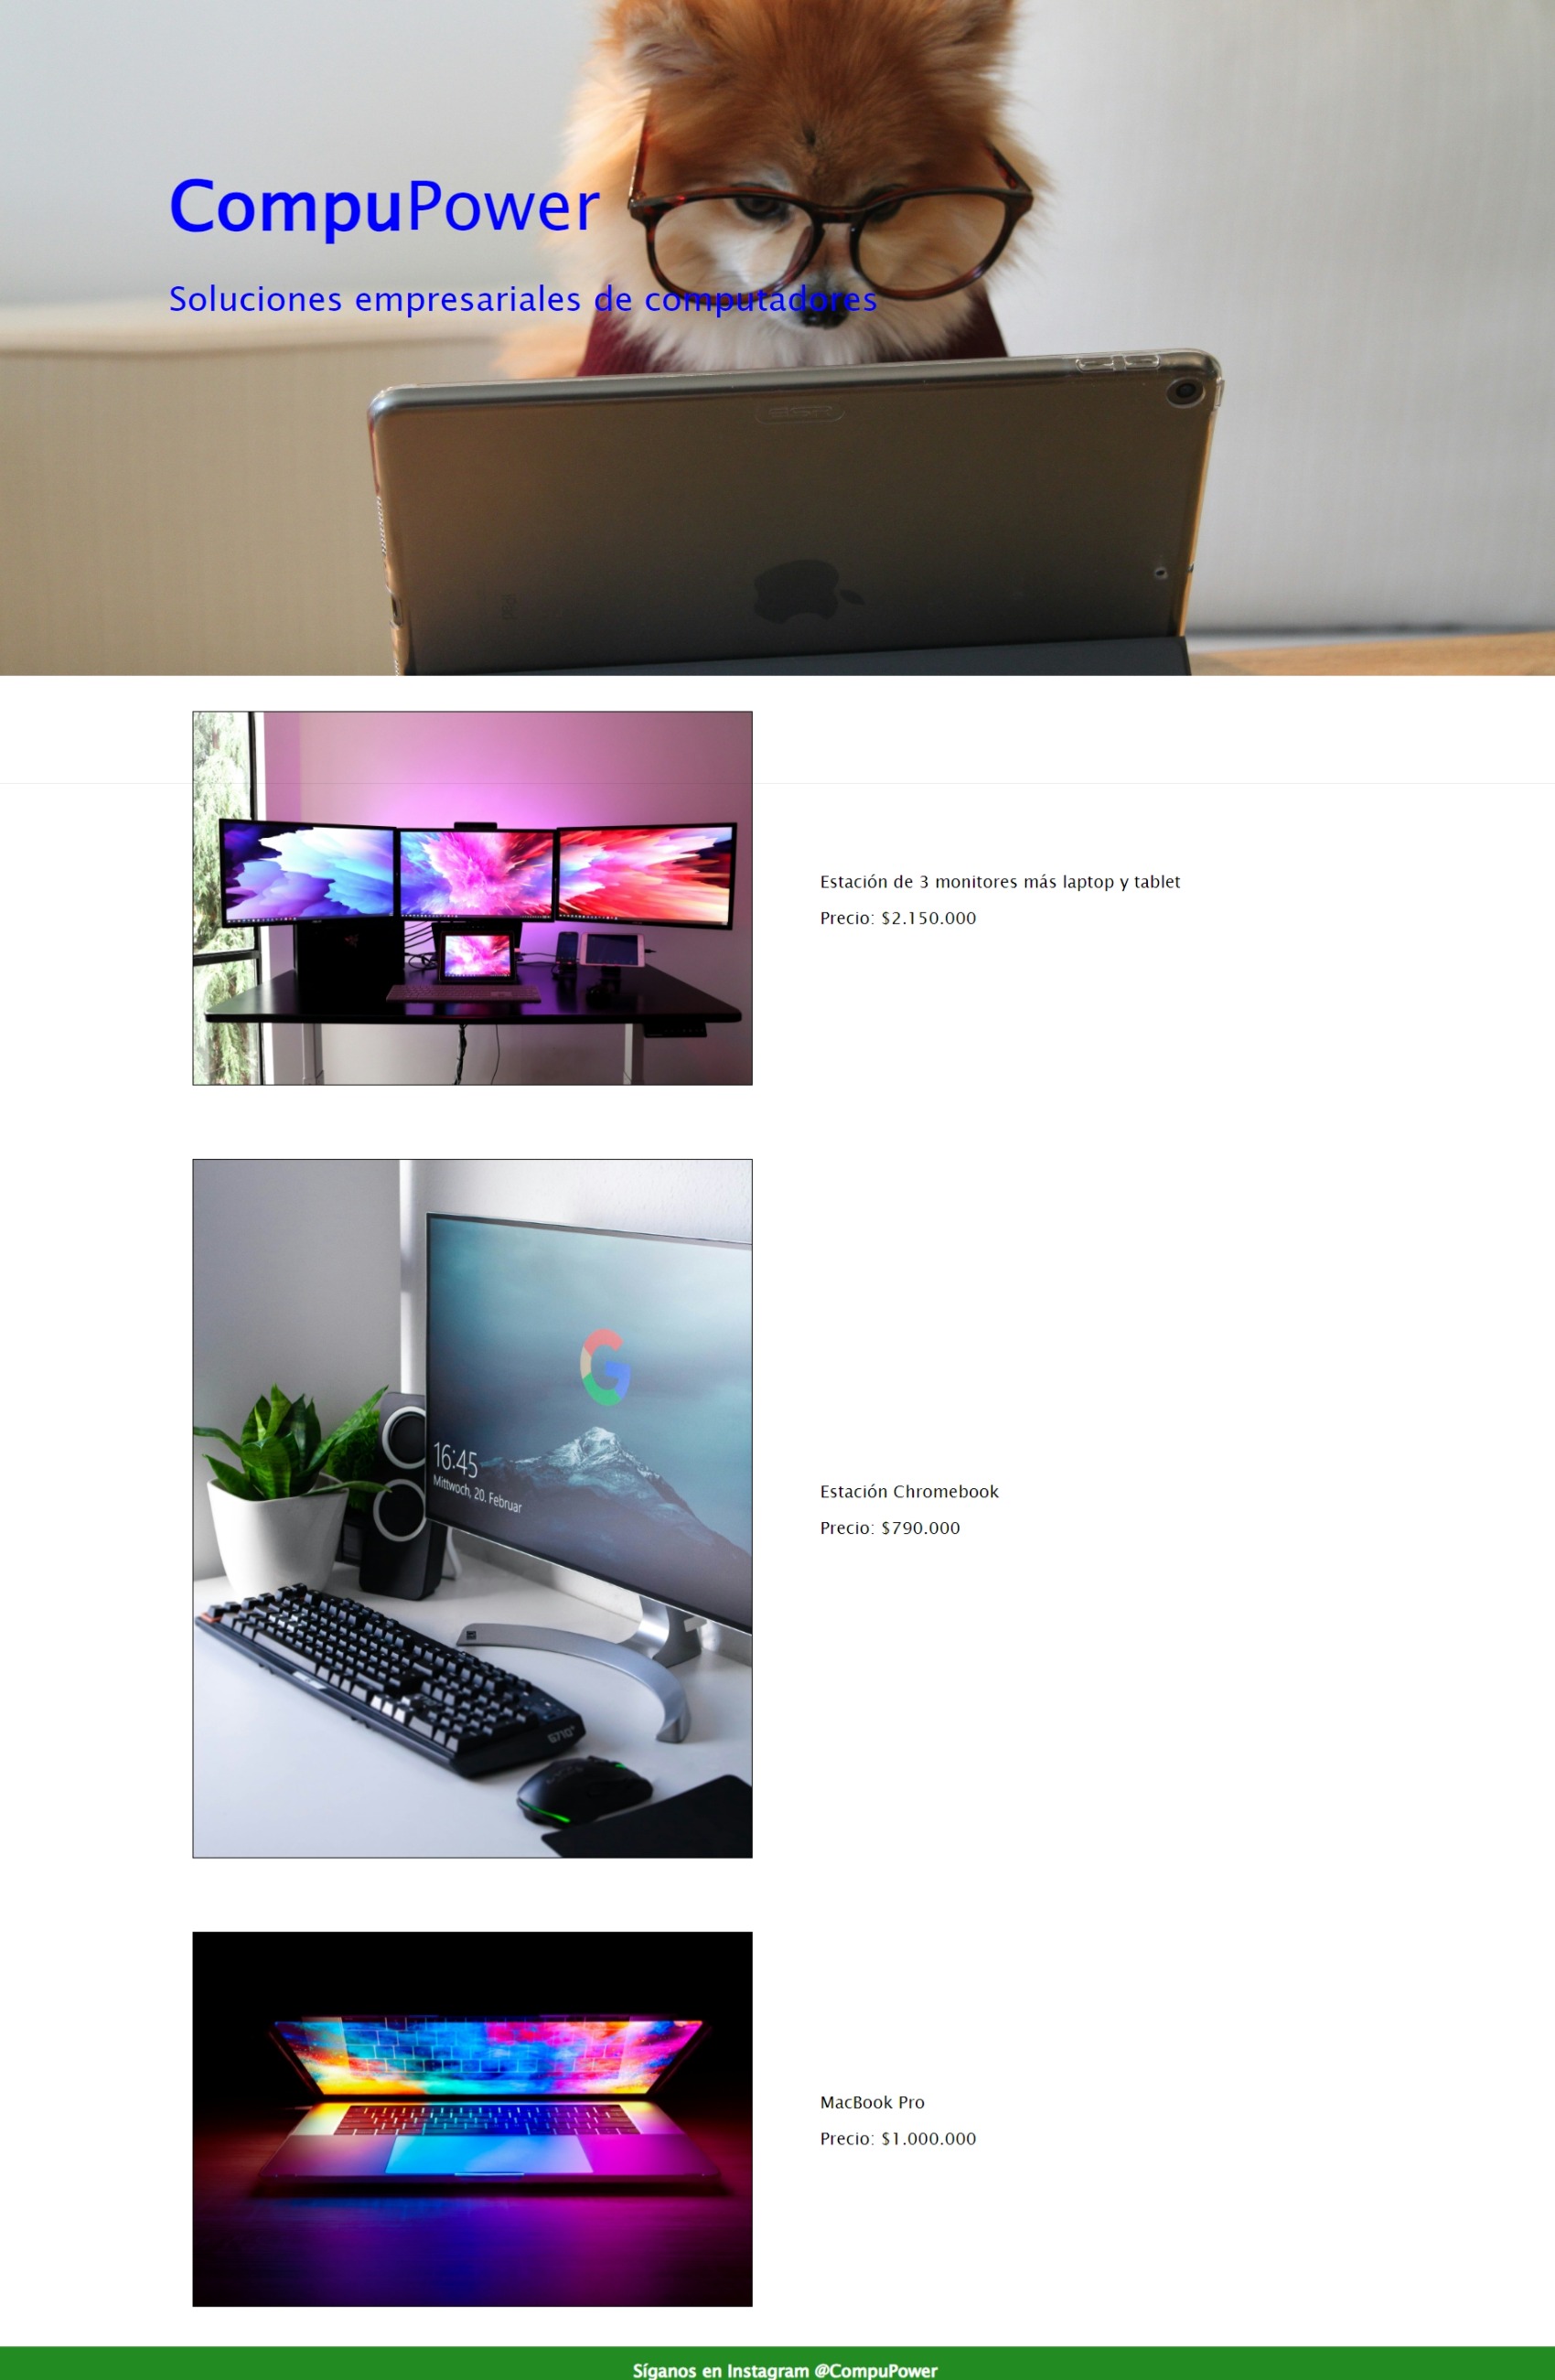 CompuPower
Soluciones empresariales de computadores
Estación de 3 monitores más laptop y tablet
Precio: $2.150.000
16:45
Mittwoch, 20. Februar
Estación Chromebook
Precio: $790.000
G710+
MacBook Pro
Precio: $1.000.000
Síganos en Instagram @CompuPower